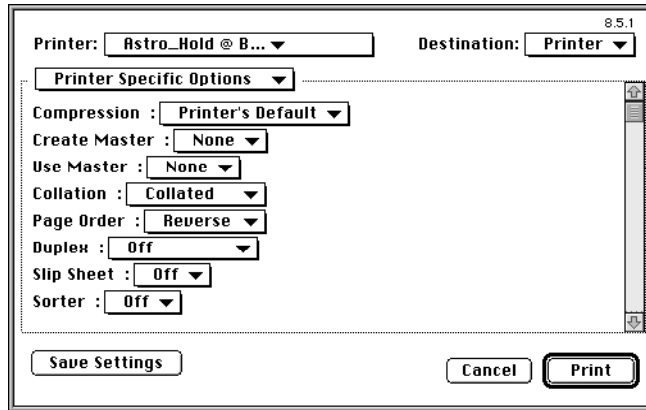 8.5.1
Printer: Astro_Hold @ B... Destination: Printer
Printer Specific Options
Compression : Printer's Default
Create Master : None
Use Master : None
Collation : Collated
Page Order : Reverse
Duplex : Off
Slip Sheet : Off
Sorter : Off
Save Settings
Cancel Print